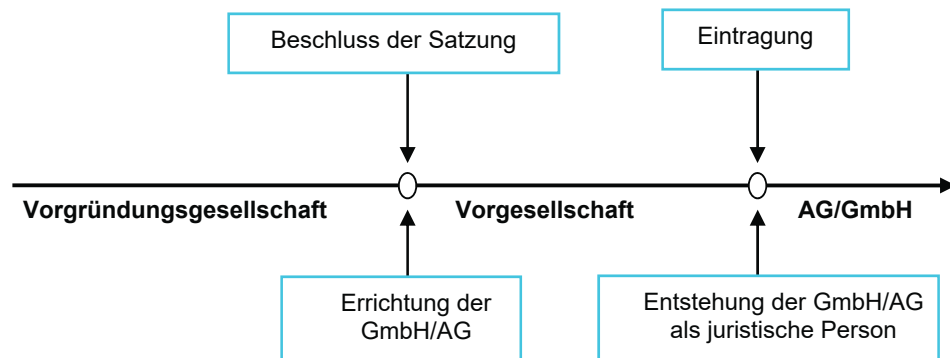 Beschluss der Satzung
Eintragung
Vorgründungsgesellschaft
Vorgesellschaft
AG/GmbH
Errichtung der
GmbH/AG
Entstehung der GmbH/AG
als juristische Person